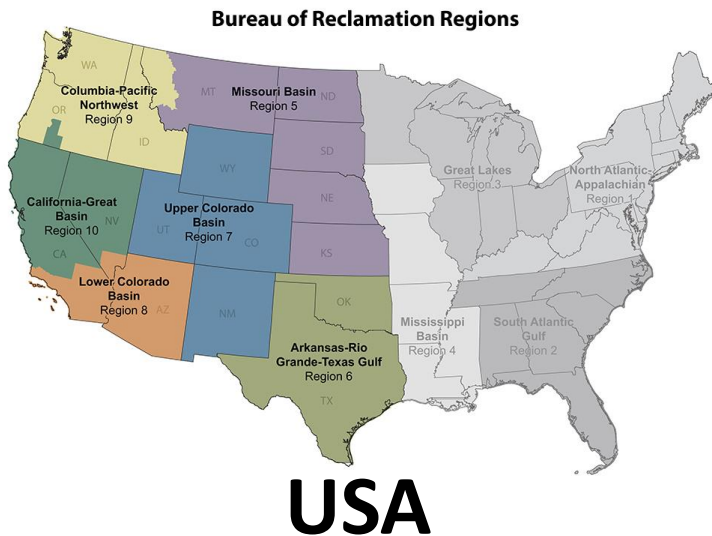 Bureau of Reclamation Regions
WA
Columbia-Pacific
Northwest
Region 9
OR
ID
MT
Missouri Basin
Region 5
ND
SD
NE
KS
WY
Great Lakes
Region 3
North Atlantic-
Appalachian
Region 1
California-Great
Basin
Region 10
NV
CA
Upper Colorado
Basin
Region 7
UT
CO
Lower Colorado
Basin
Region 8
AZ
NM
OK
Arkansas-Rio
Grande-Texas Gulf
Region 6
TX
Mississippi
Basin
Region 4
South Atlantic
Gulf
Region 2
USA